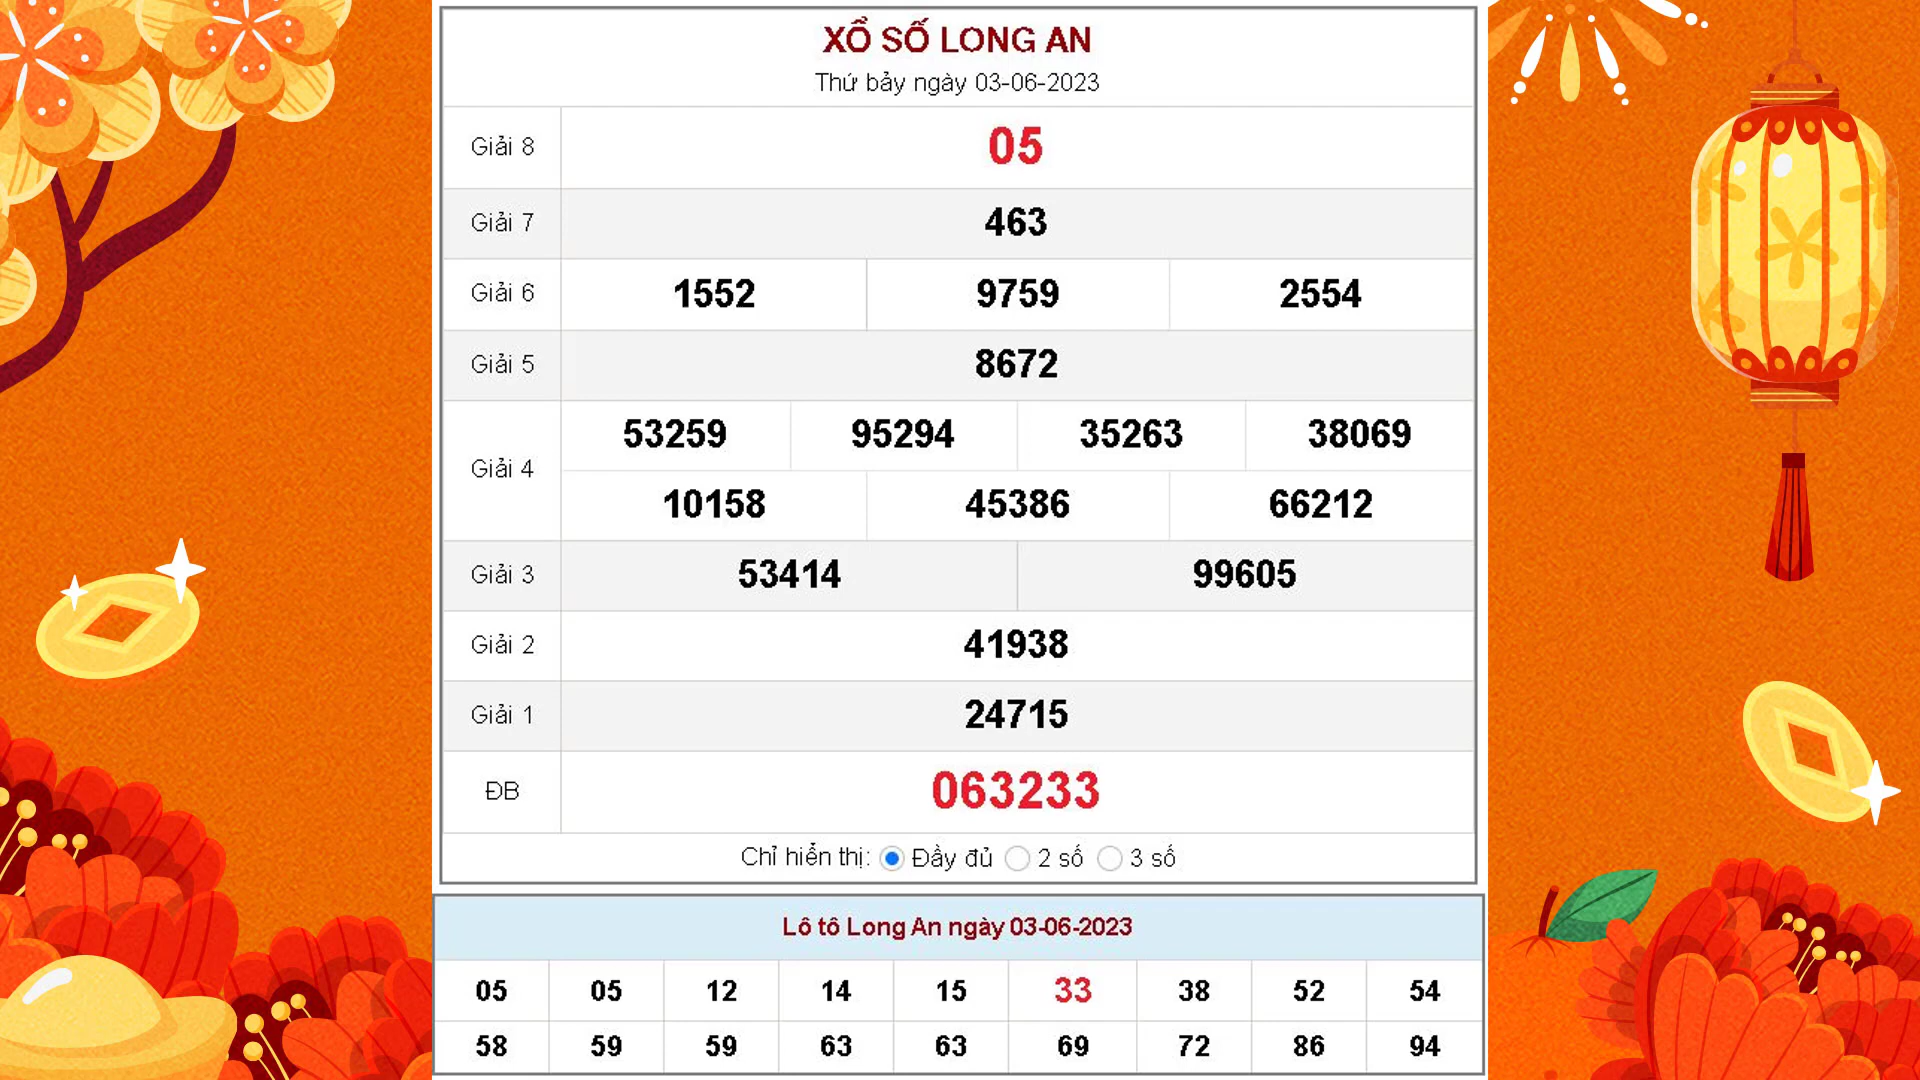 XỔ SỐ LONG AN
Thứ bảy ngày 03-06-2023
Giải 8 05
Giải 7 463
Giải 6 1552 9759 2554
Giải 5 8672
Giải 4 53259 95294 35263 38069
10158 45386 66212
Giải 3 53414 99605
Giải 2 41938
Giải 1 24715
ĐB 063233
Chỉ hiển thị: Đầy đủ 2 số 3 số
Lô tô Long An ngày 03-06-2023
05 05 12 14 15 33 38 52 54
58 59 59 63 63 69 72 86 94